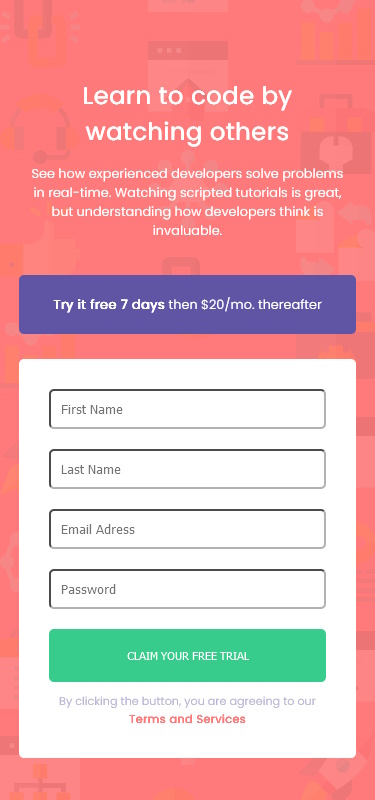 Learn to code by
watching others
See how experienced developers solve problems
in real-time. Watching scripted tutorials is great,
but understanding how developers think is
invaluable.
Try it free 7 days then $20/mo. thereafter
First Name
Last Name
Email Adress
Password
CLAIM YOUR FREE TRIAL
By clicking the button, you are agreeing to our
Terms and Services